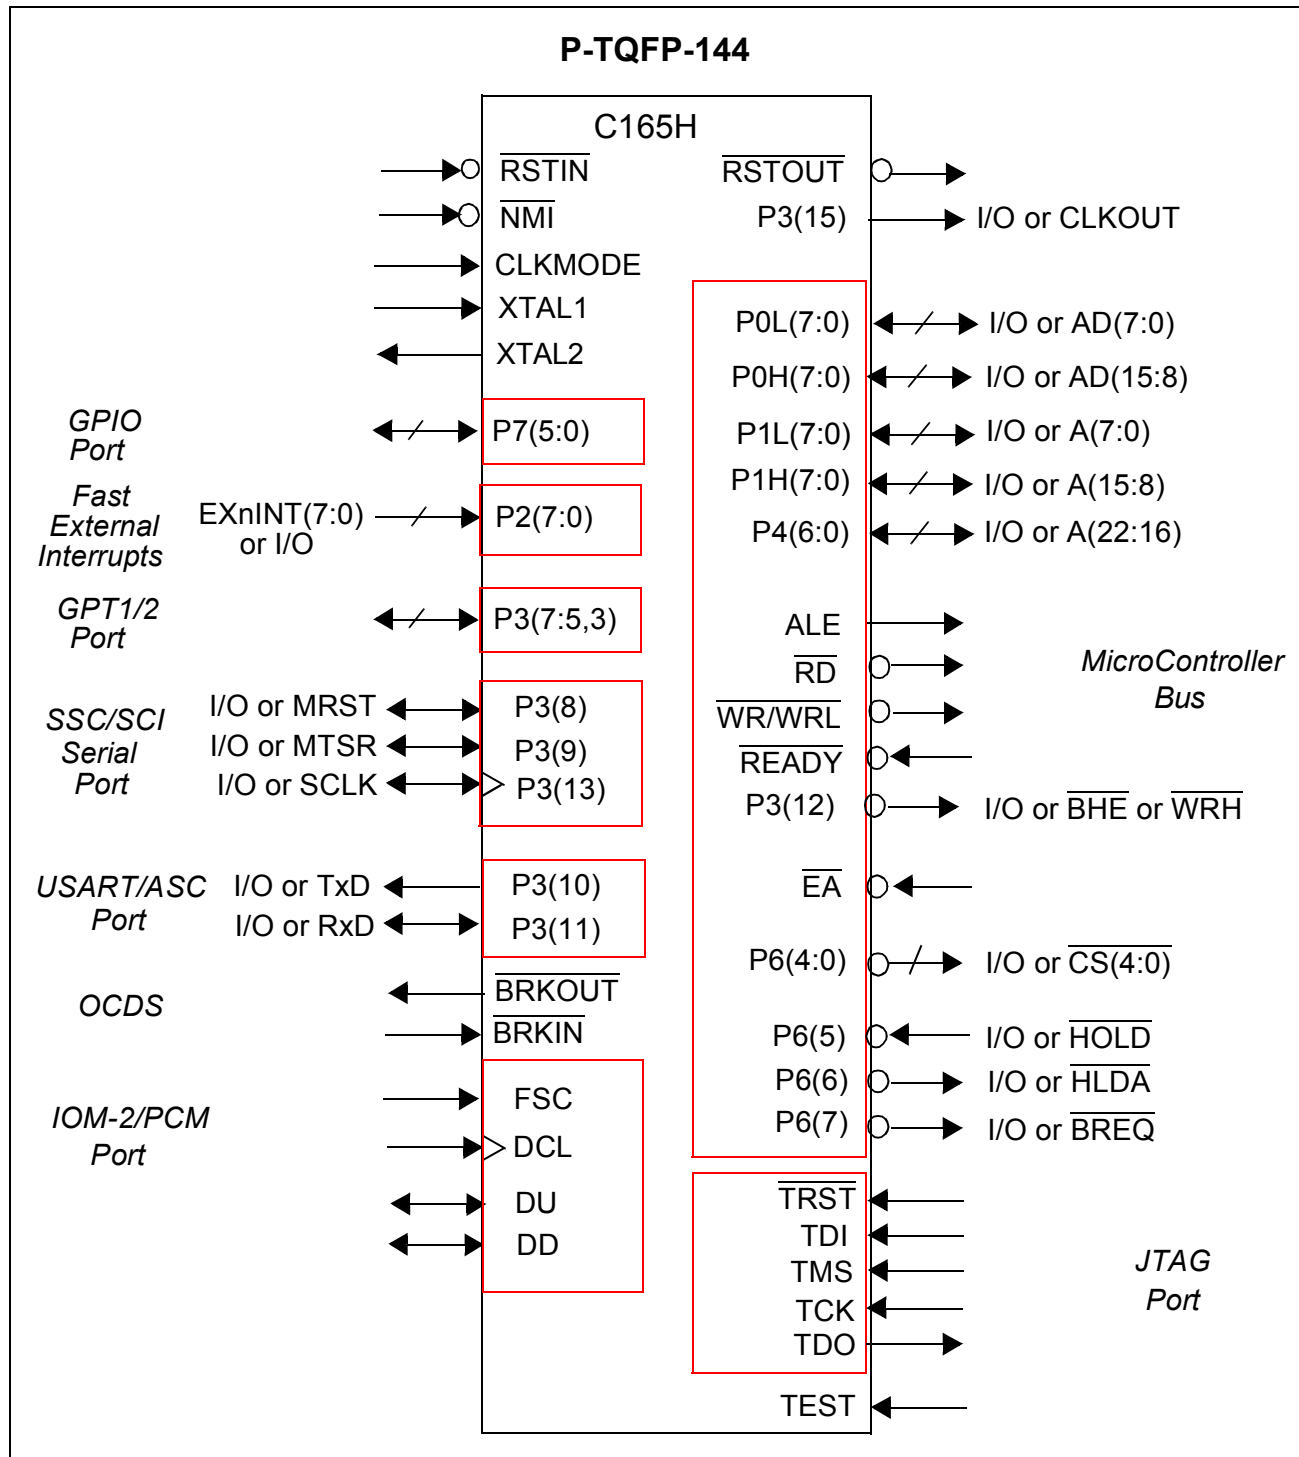 P-TQFP-144
C165H
RSTIN
RSTOUT
NMI
P3(15)
I/O or CLKOUT
CLKMODE
XTAL1
XTAL2
P0L(7:0)
I/O or AD(7:0)
P0H(7:0)
I/O or AD(15:8)
GPIO
Port
P7(5:0)
P1L(7:0)
I/O or A(7:0)
P1H(7:0)
I/O or A(15:8)
Fast
External
Interrupts
EXnINT(7:0)
or I/O
P2(7:0)
P4(6:0)
I/O or A(22:16)
GPT1/2
Port
P3(7:5,3)
ALE
RD
MicroController
Bus
SSC/SCI
Serial
Port
I/O or MRST
P3(8)
I/O or MTSR
P3(9)
I/O or SCLK
P3(13)
WR/WRL
READY
P3(12)
I/O or BHE or WRH
USART/ASC
Port
I/O or TxD
P3(10)
I/O or RxD
P3(11)
EA
P6(4:0)
I/O or CS(4:0)
OCDS
BRKOUT
BRKIN
P6(5)
I/O or HOLD
P6(6)
I/O or HLDA
P6(7)
I/O or BREQ
IOM-2/PCM
Port
FSC
DCL
DU
DD
TRST
TDI
TMS
TCK
TDO
JTAG
Port
TEST